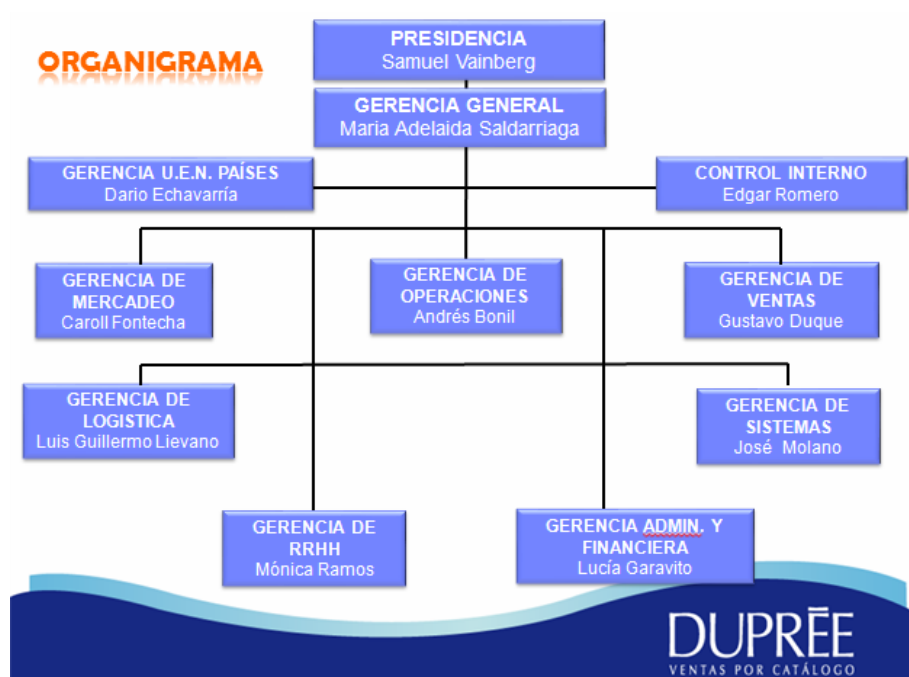 ORGANIGRAMA
PRESIDENCIA
Samuel Vainberg
GERENCIA GENERAL
Maria Adelaida Saldarriaga
GERENCIA U.E.N. PAÍSES
Dario Echavarría
CONTROL INTERNO
Edgar Romero
GERENCIA DE
MERCADEO
Caroll Fontecha
GERENCIA DE
OPERACIONES
Andrés Bonil
GERENCIA DE
VENTAS
Gustavo Duque
GERENCIA DE
LOGISTICA
Luis Guillermo Lievano
GERENCIA DE
SISTEMAS
José Molano
GERENCIA DE
RRHH
Mónica Ramos
GERENCIA ADMIN. Y
FINANCIERA
Lucía Garavito
DUPRĒE
VENTAS POR CATÁLOGO